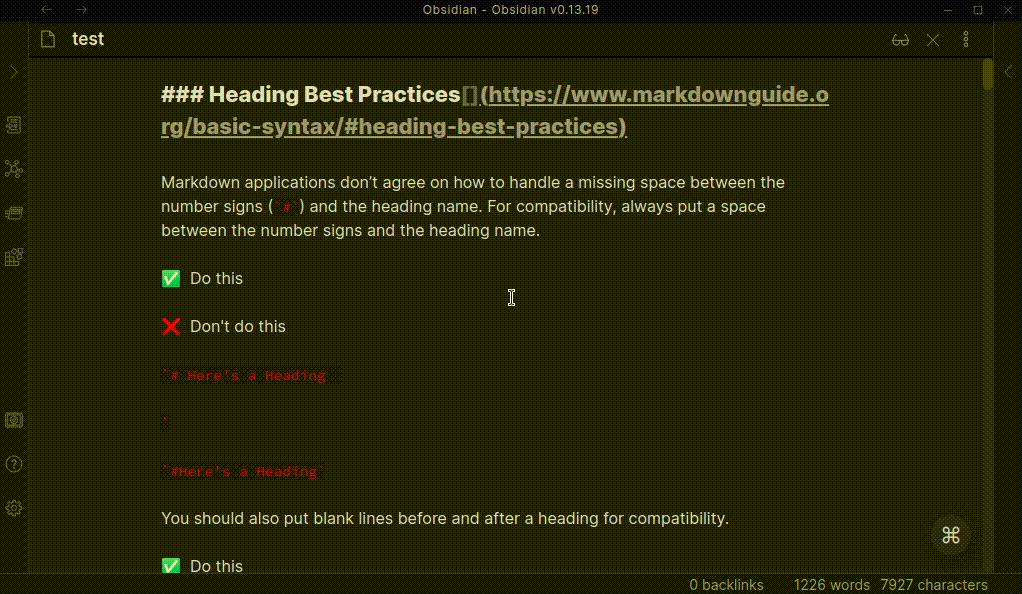 Obsidian - Obsidian v0.13.19
test
### Heading Best Practices[](https://www.markdownguide.o
rg/basic-syntax/#heading-best-practices)
Markdown applications don’t agree on how to handle a missing space between the
number signs (`#`) and the heading name. For compatibility, always put a space
between the number signs and the heading name.
✅ Do this
❌ Don't do this
`# Here's a Heading`
`
`#Here's a Heading`
You should also put blank lines before and after a heading for compatibility.
✅ Do this
0 backlinks 1226 words 7927 characters